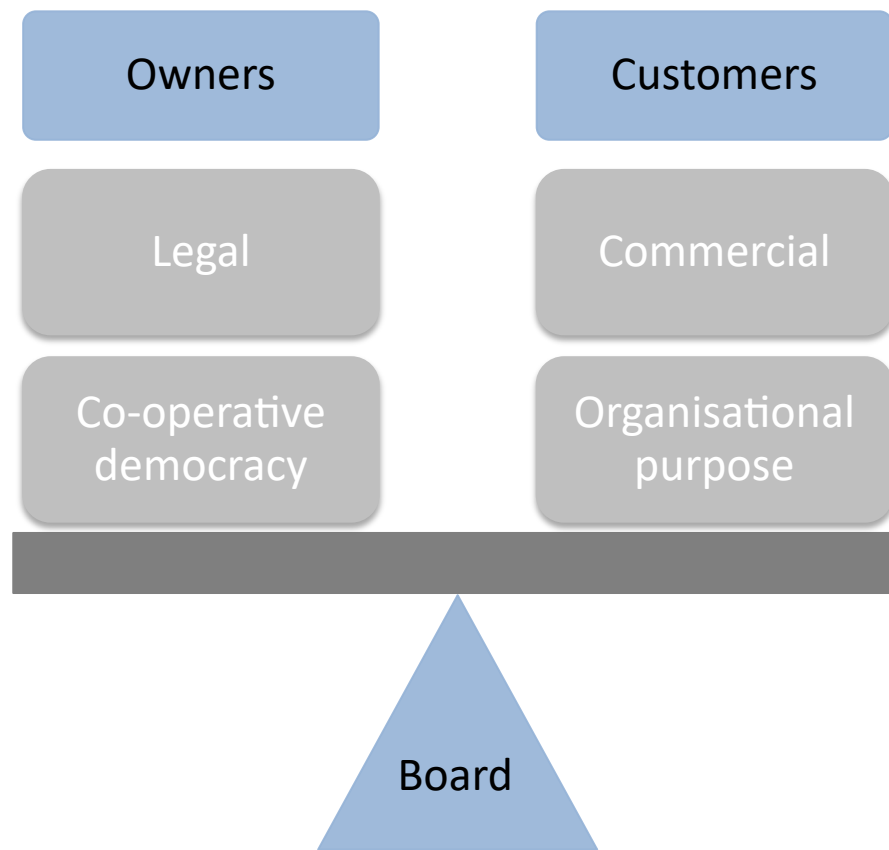 Owners
Customers
Legal
Commercial
Co-operative
democracy
Organisational
purpose
Board